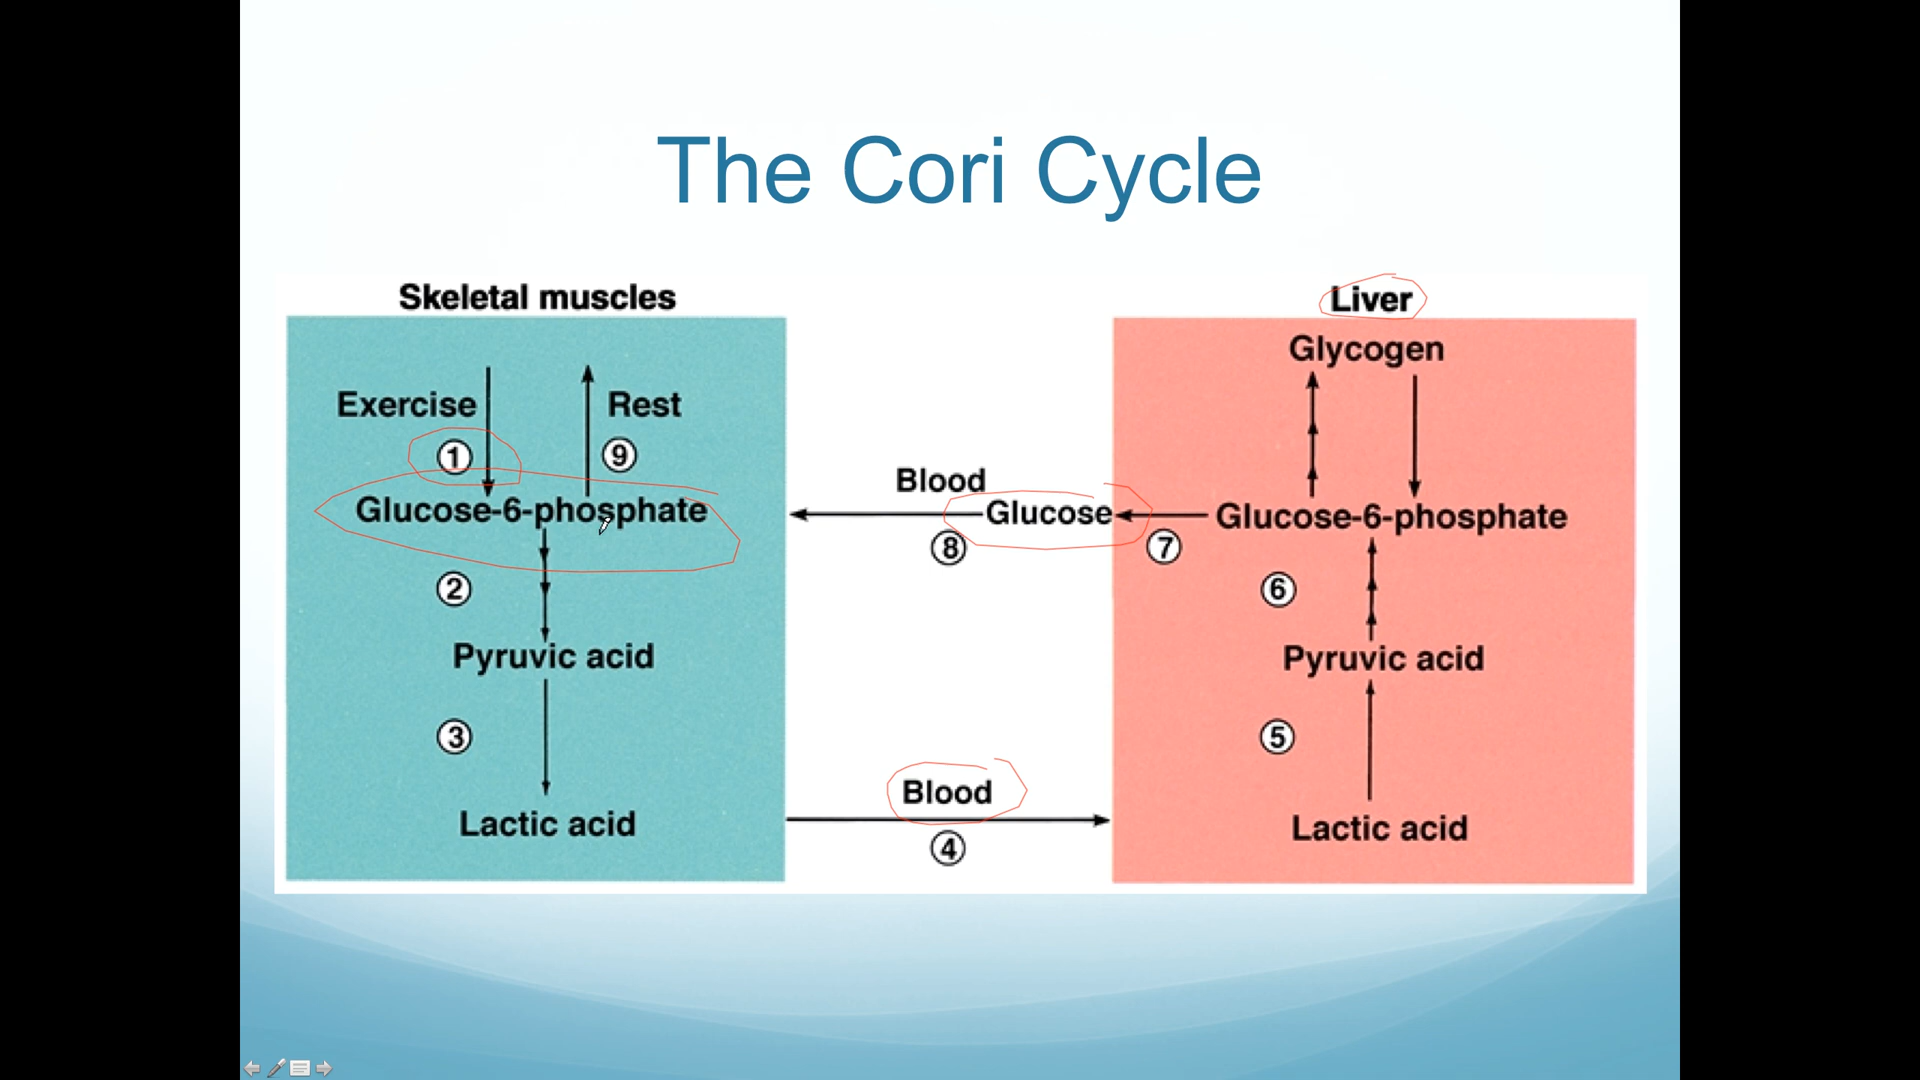 The Cori Cycle
Skeletal muscles
Exercise
Rest
1
9
Glucose-6-phosphate
2
Pyruvic acid
3
Lactic acid
Blood
Glucose
8
7
Blood
4
Liver
Glycogen
Glucose-6-phosphate
6
Pyruvic acid
5
Lactic acid